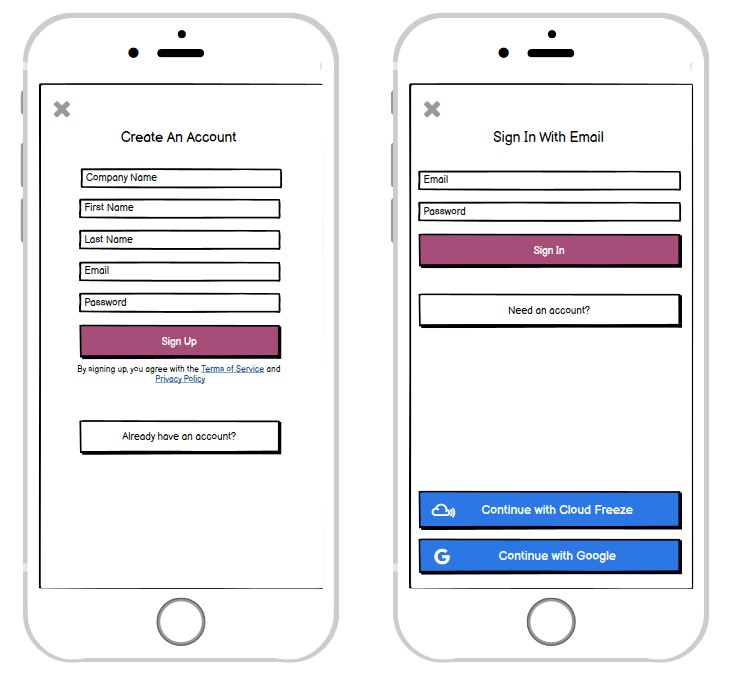 Create An Account
Company Name
First Name
Last Name
Email
Password
Sign Up
By signing up, you agree with the Terms of Service and
Privacy Policy
Already have an account?
Sign In With Email
Email
Password
Sign In
Need an account?
Continue with Cloud Freeze
G Continue with Google